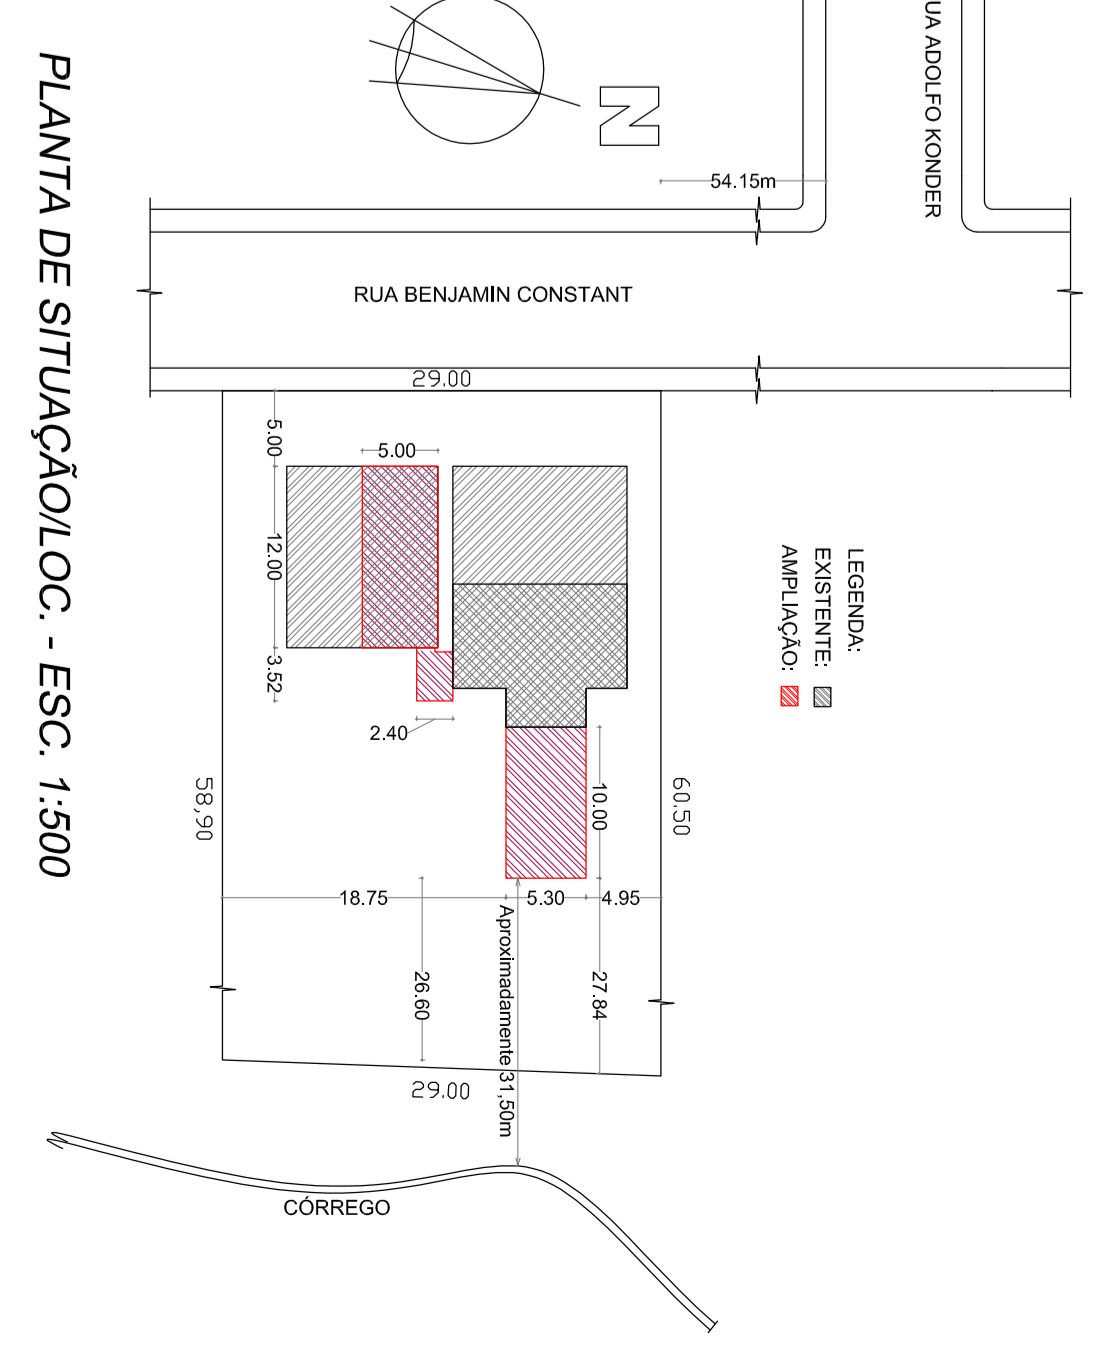 UA ADOLFO KONDER
N
54.15m
RUA BENJAMIN CONSTANT
29.00
5.00
5.00
12.00
3.52
2.40
10.00
LEGENDA:
EXISTENTE:
AMPLIAÇÃO:
58,90
60.50
18.75
5.30
4.95
Aproximadamente 31,50m
26.60
27.84
29.00
CÓRREGO
PLANTA DE SITUAÇÃO/LOC. - ESC. 1:500